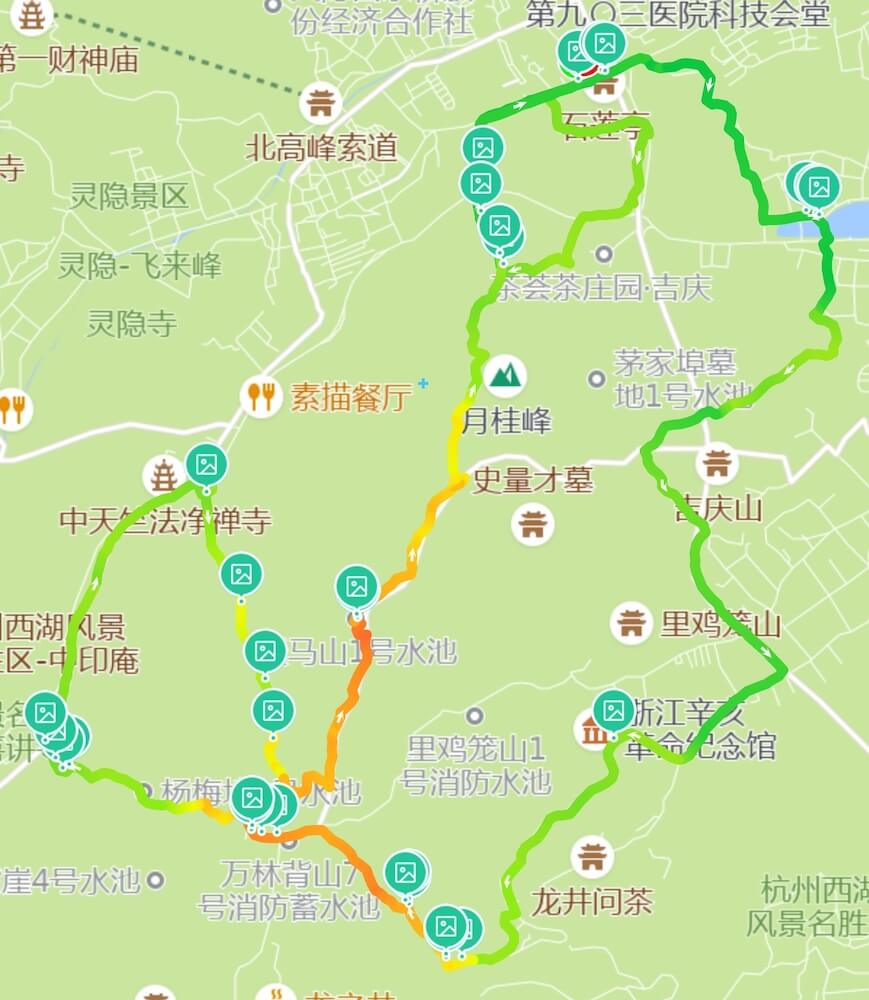 份经济合作社
第九〇三医院科技会堂
第一财神庙
北高峰索道
石莲亭
寺
灵隐景区
灵隐-飞来峰
茶荟茶庄园·吉庆
灵隐寺
茅家埠墓
地1号水池
素描餐厅
月桂峰
史量才墓
吉庆山
中天竺法净禅寺
西湖风景
区-中印庵
里鸡笼山
马山1号水池
浙江辛亥
革命纪念馆
里鸡笼山1
号消防水池
讲
杨梅
水池
崖4号水池
万林背山7
号消防蓄水池
龙井问茶
杭州西湖
风景名胜